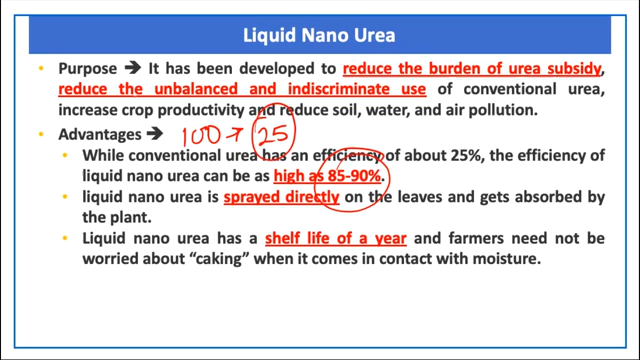 Liquid Nano Urea
• Purpose ➔ It has been developed to reduce the burden of urea subsidy,
reduce the unbalanced and indiscriminate use of conventional urea,
increase crop productivity and reduce soil, water, and air pollution.
• Advantages ➔ 100 → 25
• While conventional urea has an efficiency of about 25%, the efficiency of
liquid nano urea can be as high as 85-90%.
• liquid nano urea is sprayed directly on the leaves and gets absorbed by
the plant.
• Liquid nano urea has a shelf life of a year and farmers need not be
worried about “caking” when it comes in contact with moisture.